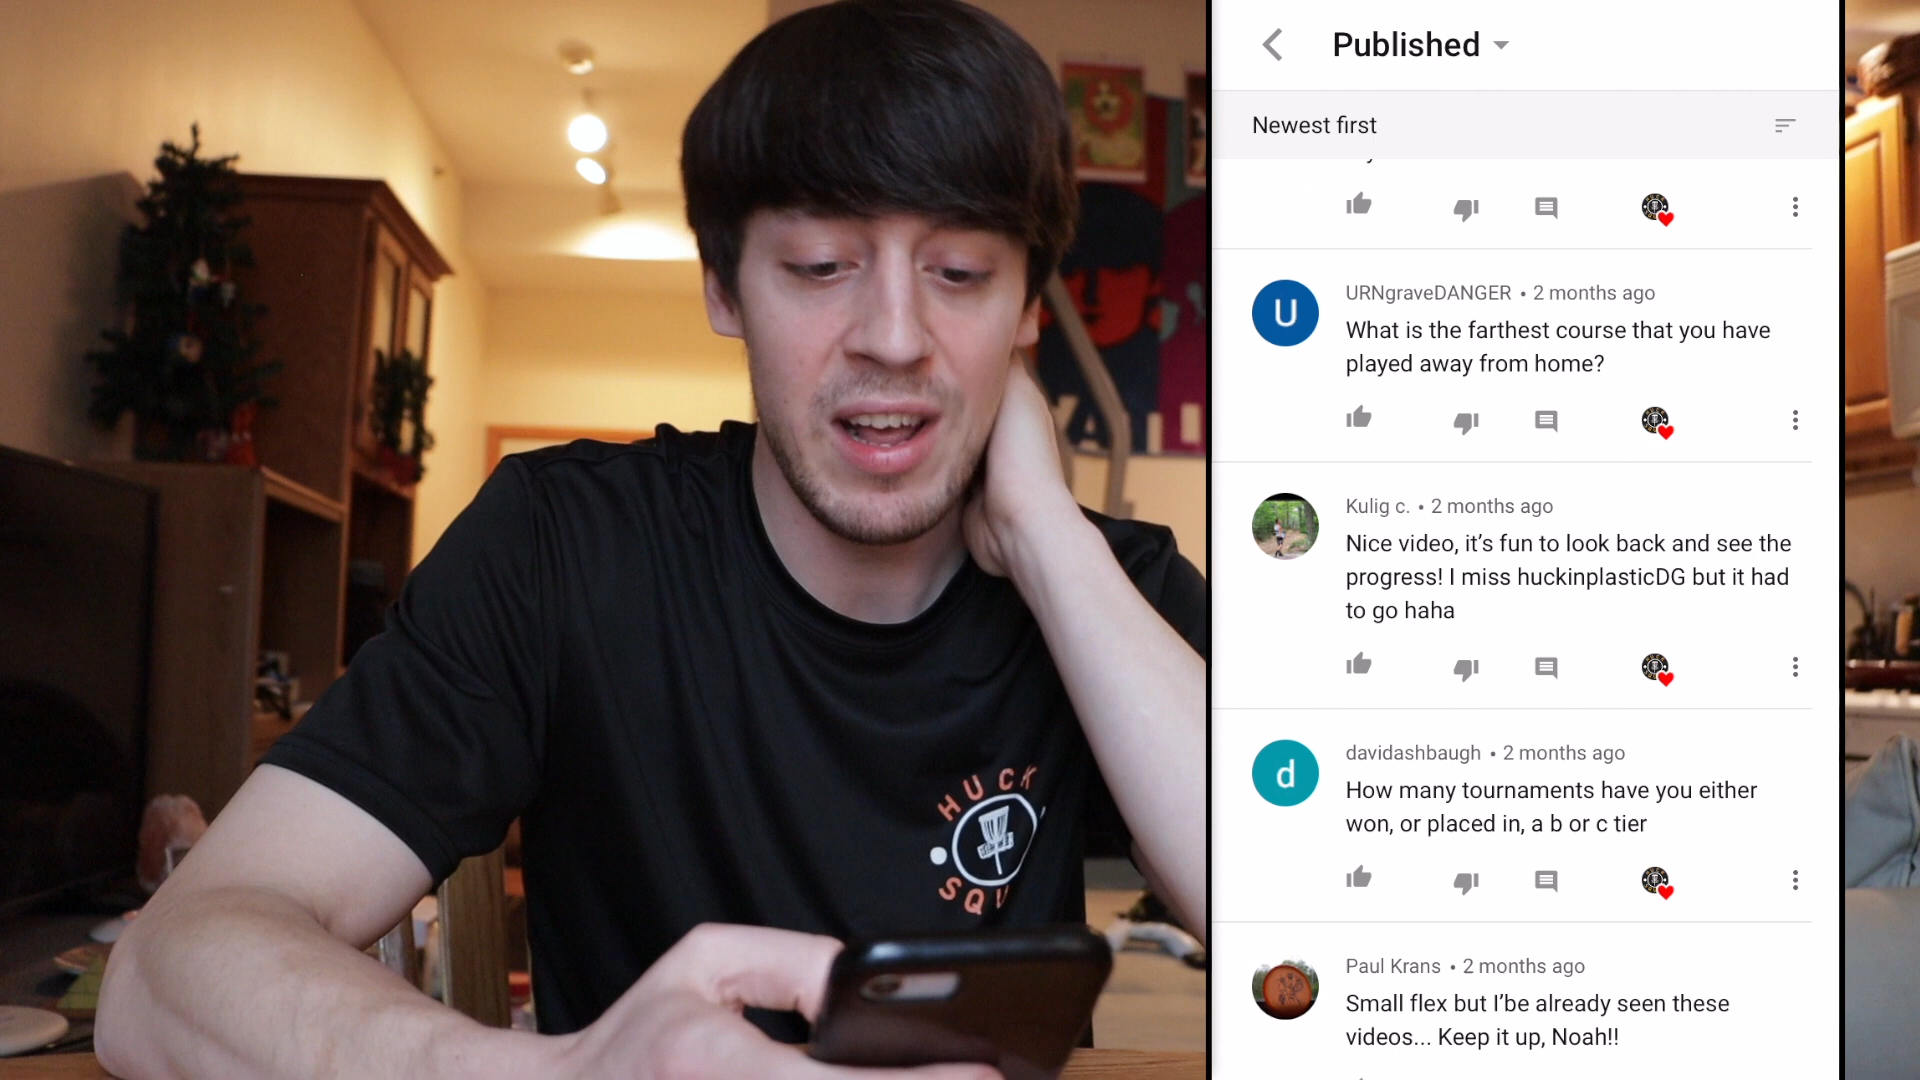 Published
Newest first
URNgraveDANGER • 2 months ago
What is the farthest course that you have
played away from home?
Kulig c. • 2 months ago
Nice video, it's fun to look back and see the
progress! I miss huckinplasticDG but it had
to go haha
davidashbaugh • 2 months ago
How many tournaments have you either
won, or placed in, a b or c tier
Paul Krans • 2 months ago
Small flex but I'be already seen these
videos... Keep it up, Noah!!
U
d
HUCK